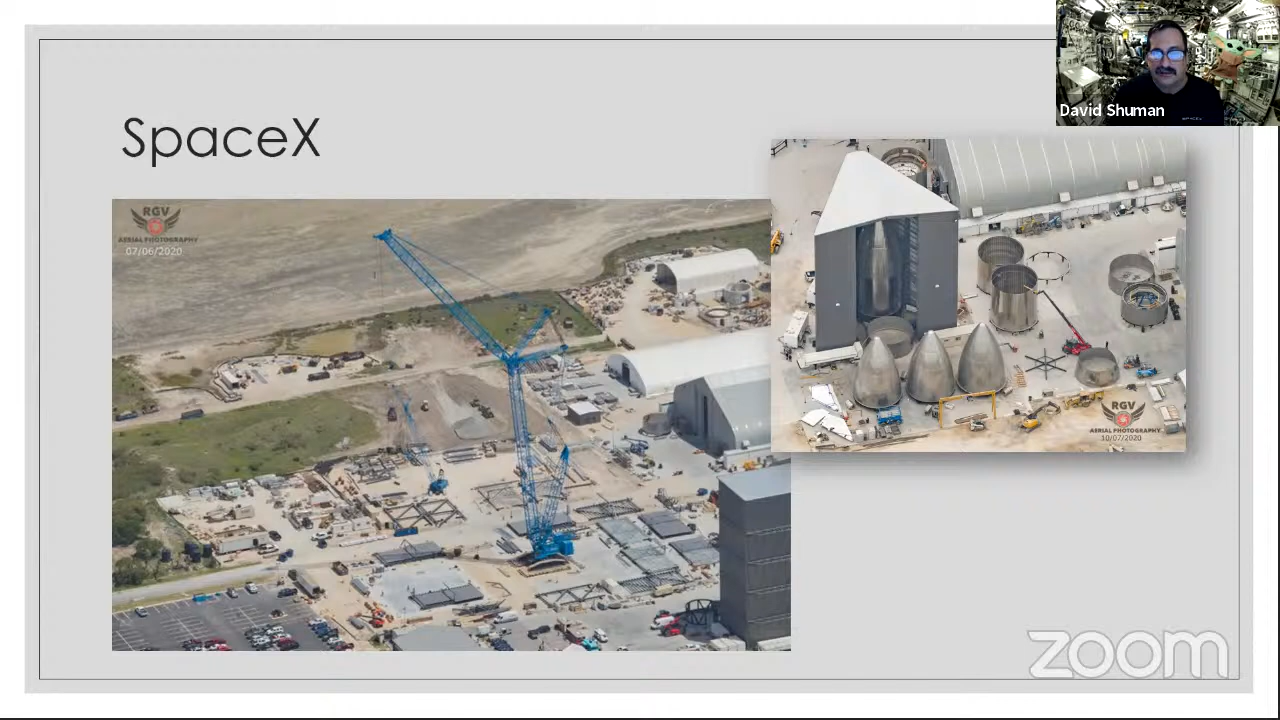 David Shuman
SpaceX
RGV
AERIAL PHOTOGRAPHY
07/06/2020
RGV
AERIAL PHOTOGRAPHY
10/07/2020
zoom